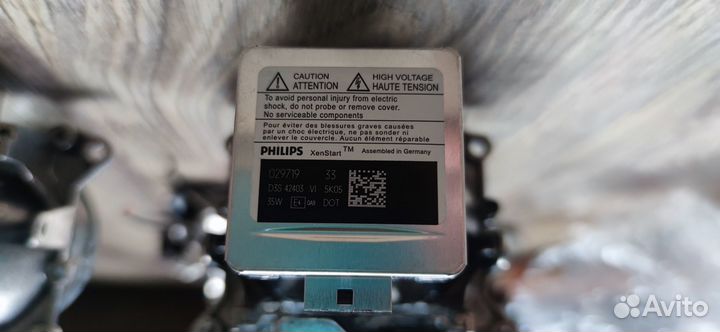 CAUTION
ATTENTION
HIGH VOLTAGE
HAUTE TENSION
To avoid personal injury from electric
shock, do not probe or remove cover.
No serviceable components
Pour éviter des blessures graves causées
par un choc électrique, ne pas sonder ni
enlever le couvercle. Aucun élément réparable
PHILIPS XenStart™ Assembled in Germany
029719 33
D3S 42403 VI 5K05
35W E4 DOT
Avito